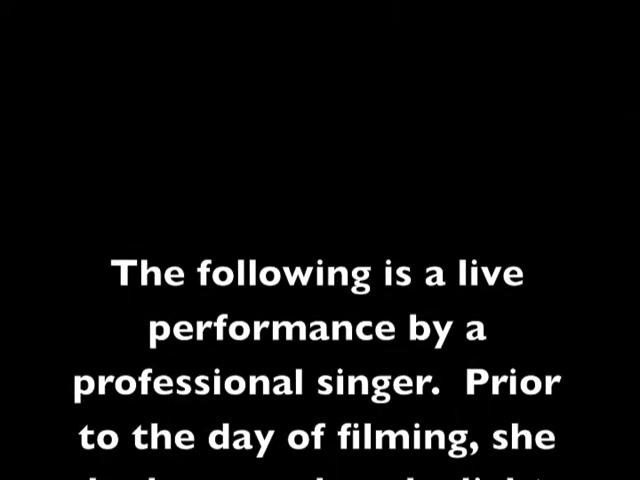 The following is a live
performance by a
professional singer.  Prior
to the day of filming, she